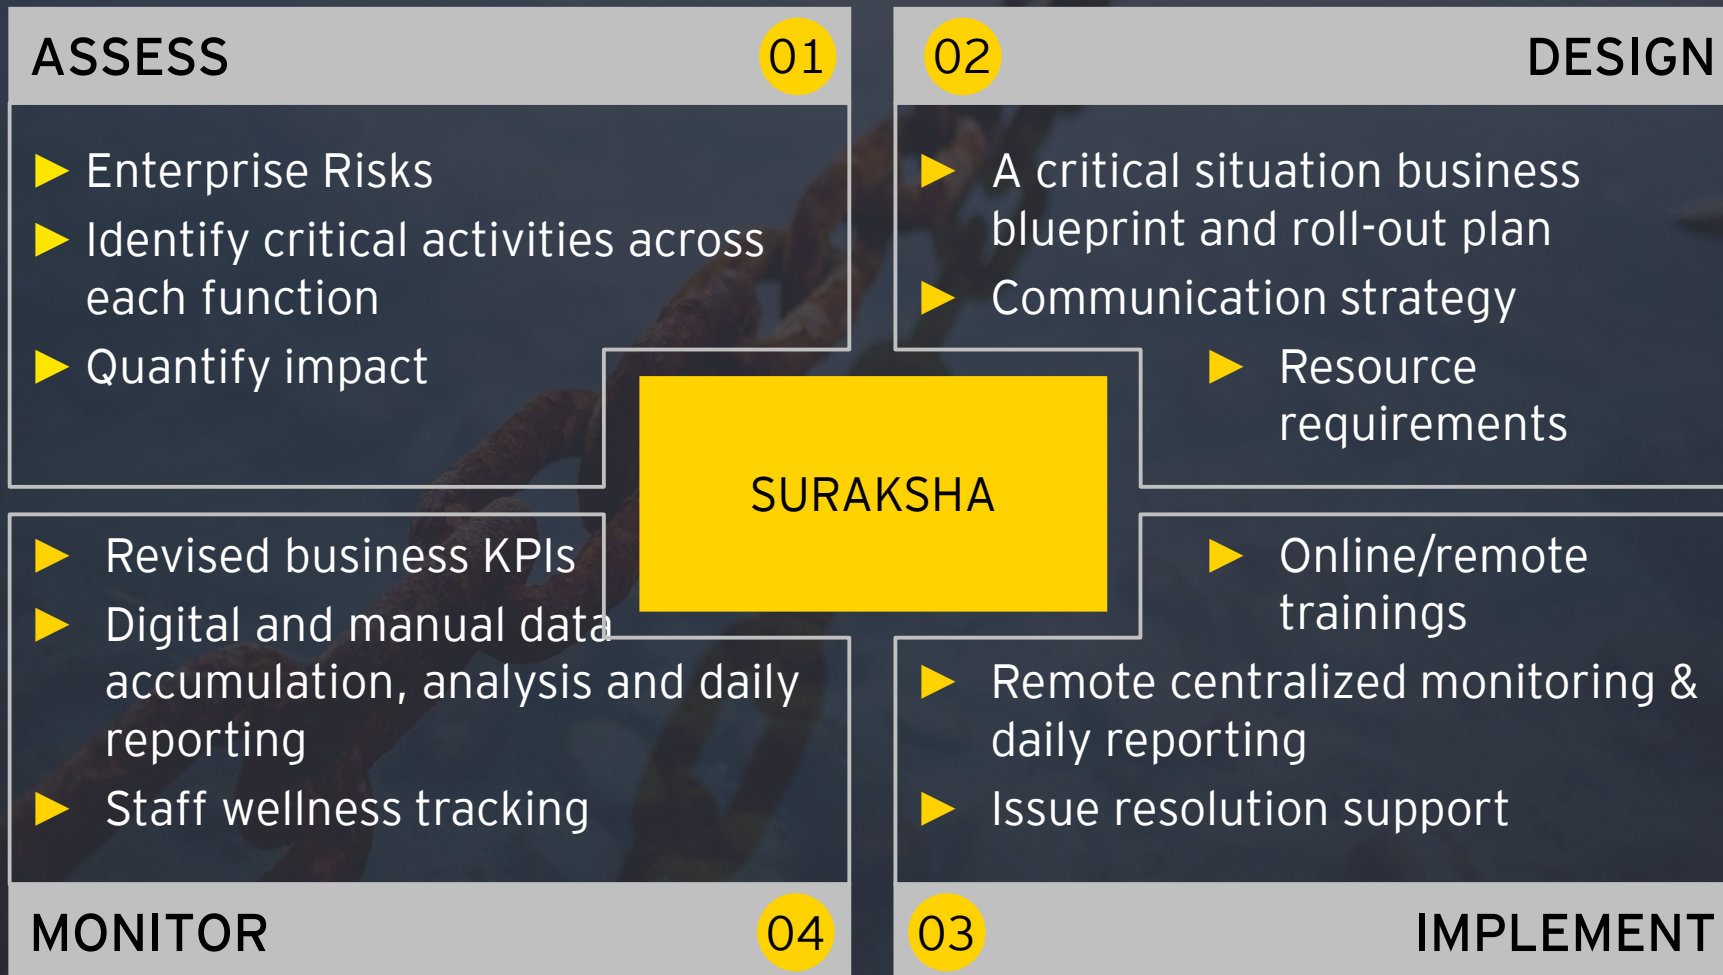 ASSESS 01
► Enterprise Risks
► Identify critical activities across
each function
► Quantify impact
02 DESIGN
► A critical situation business
blueprint and roll-out plan
► Communication strategy
► Resource
requirements
SURAKSHA
► Revised business KPIs
► Digital and manual data
accumulation, analysis and daily
reporting
► Staff wellness tracking
MONITOR 04
► Online/remote
trainings
► Remote centralized monitoring &
daily reporting
► Issue resolution support
03 IMPLEMENT